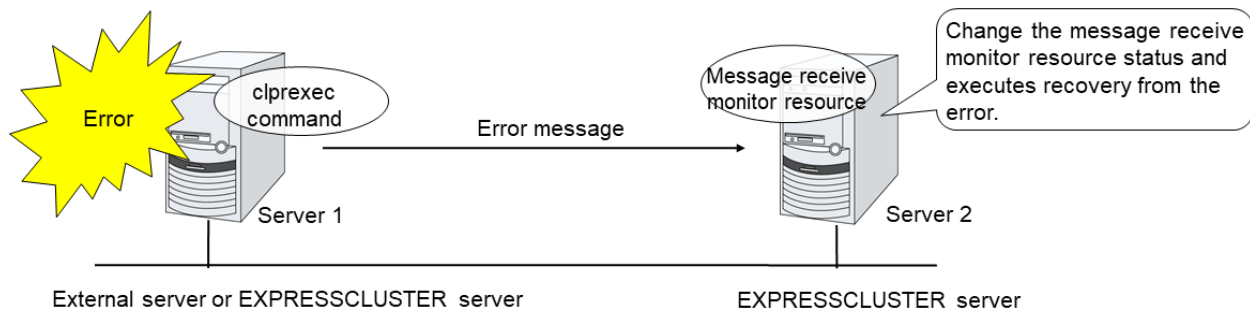 Error
clprexec
command
Error message
Message receive
monitor resource
Change the message receive
monitor resource status and
executes recovery from the
error.
Server 1
Server 2
External server or EXPRESSCLUSTER server
EXPRESSCLUSTER server